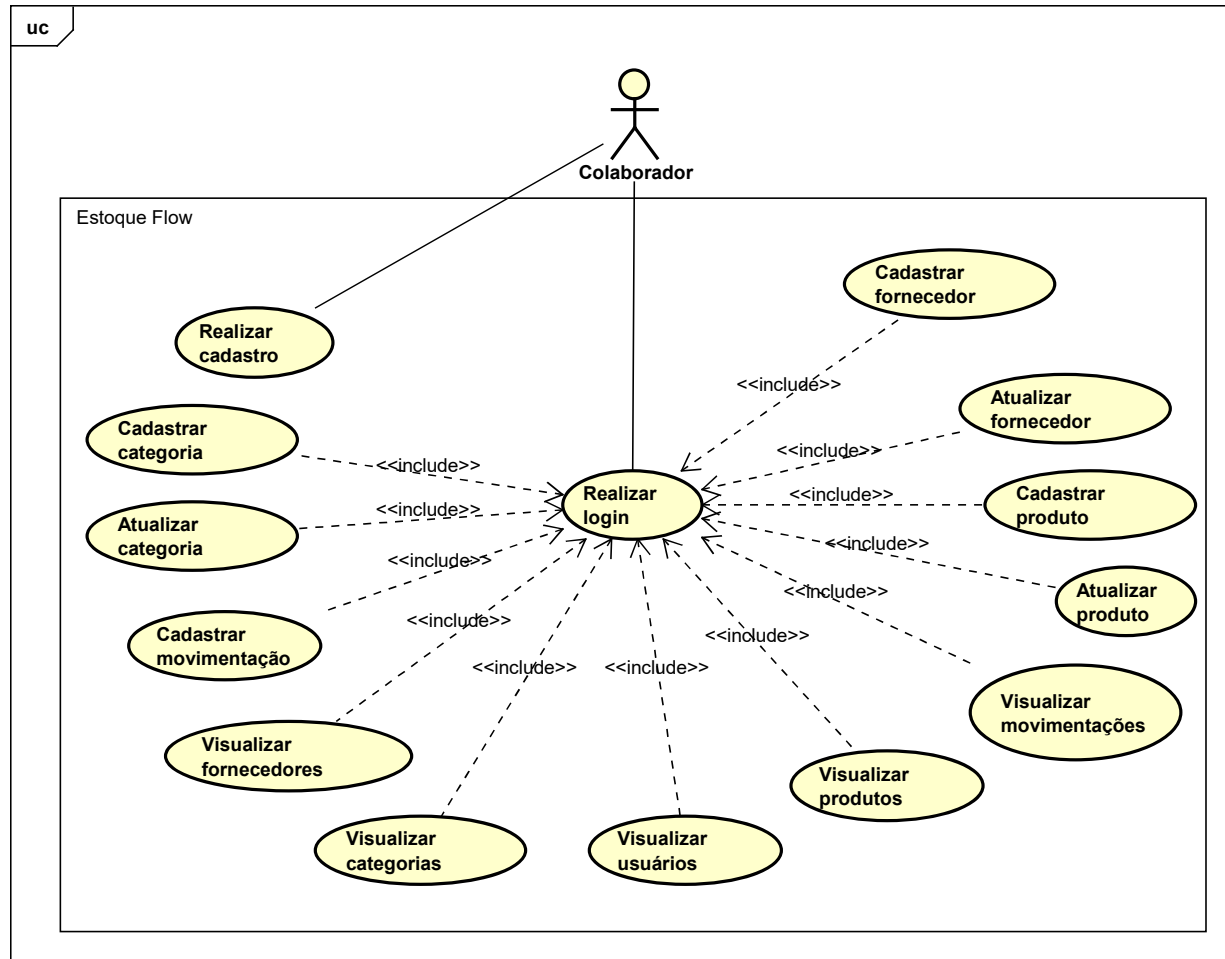 uc
Colaborador
Estoque Flow
Cadastrar
fornecedor
Realizar
cadastro
<<include>>
Atualizar
fornecedor
Cadastrar
categoria
<<include>>
<<include>>
Realizar
login
<<include>>
Cadastrar
produto
Atualizar
categoria
<<include>>
<<include>>
Atualizar
produto
<<include>>
<<include>>
Cadastrar
movimentação
<<include>>
<<include>>
<<include>>
<<include>>
Visualizar
movimentações
Visualizar
fornecedores
Visualizar
produtos
Visualizar
categorias
Visualizar
usuários